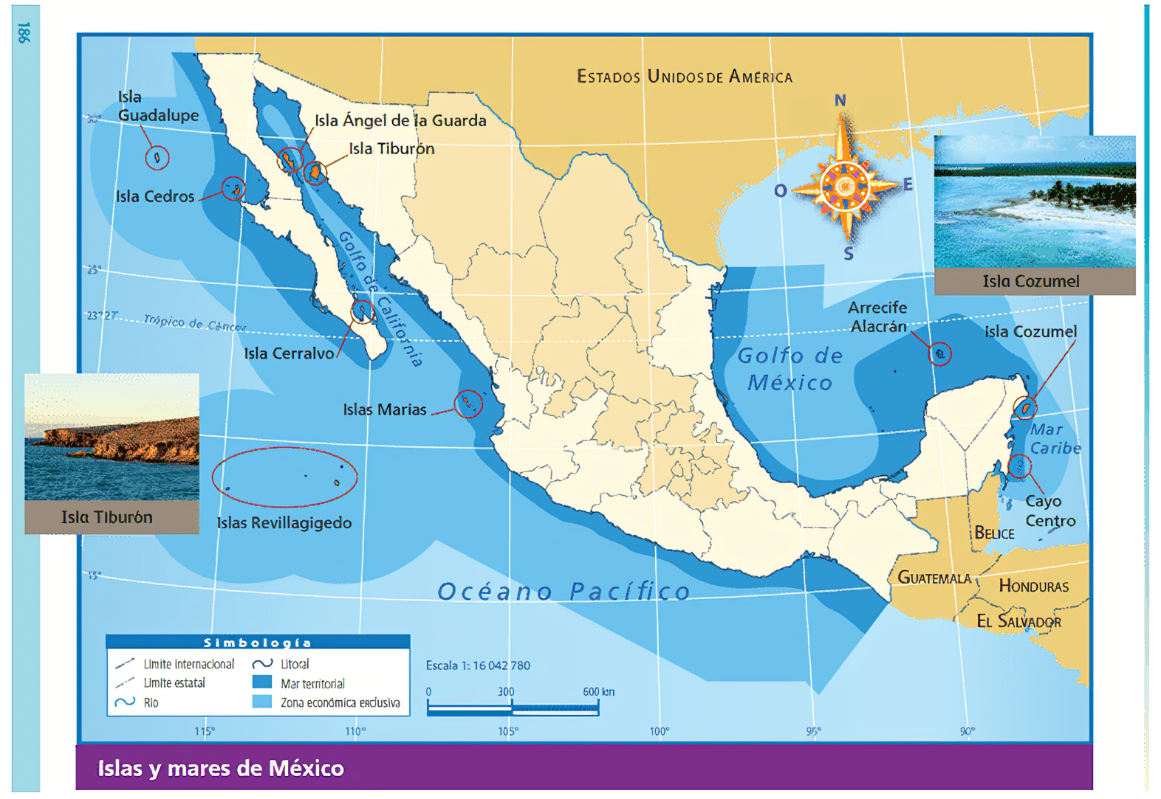 186
ESTADOS UNIDOS DE AMÉRICA
N
O
E
S
Isla
Guadalupe
30°
Isla Ángel de la Guarda
Isla Tiburón
Isla Cedros
Isla Cozumel
Golfo de California
25°
23°27'
Trópico de Cáncer
Arrecife
Alacrán
Isla Cozumel
Isla Cerralvo
Golfo de
México
Islas Marias
Mar
Caribe
Isla Tiburón
Islas Revillagigedo
Cayo
Centro
BELICE
15°
Océano Pacífico
GUATEMALA
HONDURAS
EL SALVADOR
Simbología
Límite internacional
Límite estatal
Río
Litoral
Mar territorial
Zona económica exclusiva
Escala 1: 16 042 780
0 300 600 km
115° 110° 105° 100° 95° 90°
Islas y mares de México